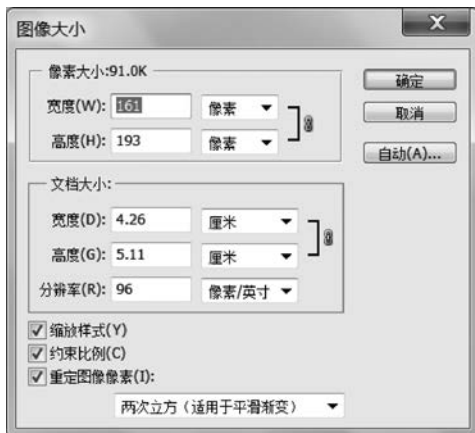 图像大小
像素大小:91.0K
宽度(W): 161 像素
高度(H): 193 像素
确定
取消
自动(A)...
文档大小:
宽度(D): 4.26 厘米
高度(G): 5.11 厘米
分辨率(R): 96 像素/英寸
缩放样式(Y)
约束比例(C)
重定图像像素(I):
两次立方（适用于平滑渐变）